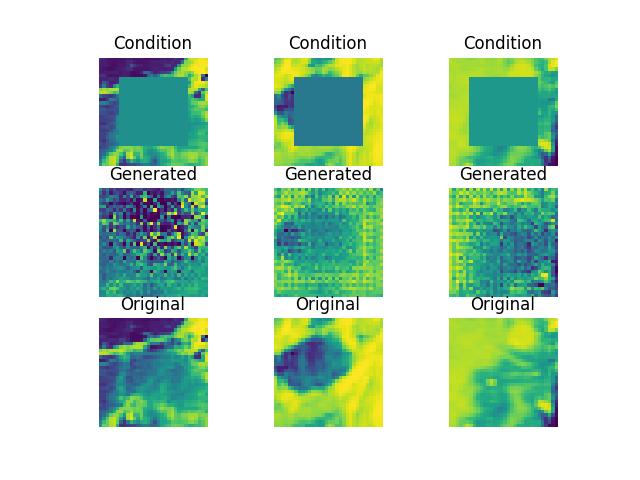 Condition Condition Condition
Generated Generated Generated
Original Original Original